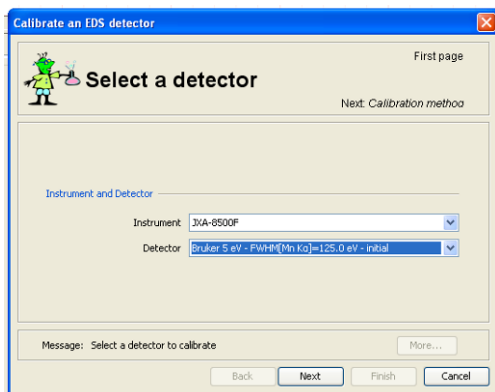 Calibrate an EDS detector
First page
Select a detector
Next: Calibration method
Instrument and Detector
Instrument JXA-8500F
Detector Bruker 5 eV - FWHM[Mn Kα]=125.0 eV - initial
Message: Select a detector to calibrate More...
Back Next Finish Cancel